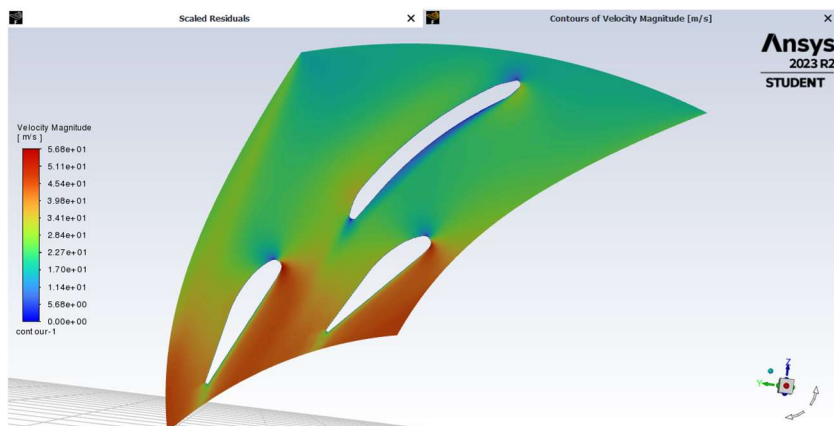 Scaled Residuals
Contours of Velocity Magnitude [m/s]
Ansys
2023 R2
STUDENT
Velocity Magnitude
[ m/s ]
5.68e+01
5.11e+01
4.54e+01
3.98e+01
3.41e+01
2.84e+01
2.27e+01
1.70e+01
1.14e+01
5.68e+00
0.00e+00
contour-1
Z
Y